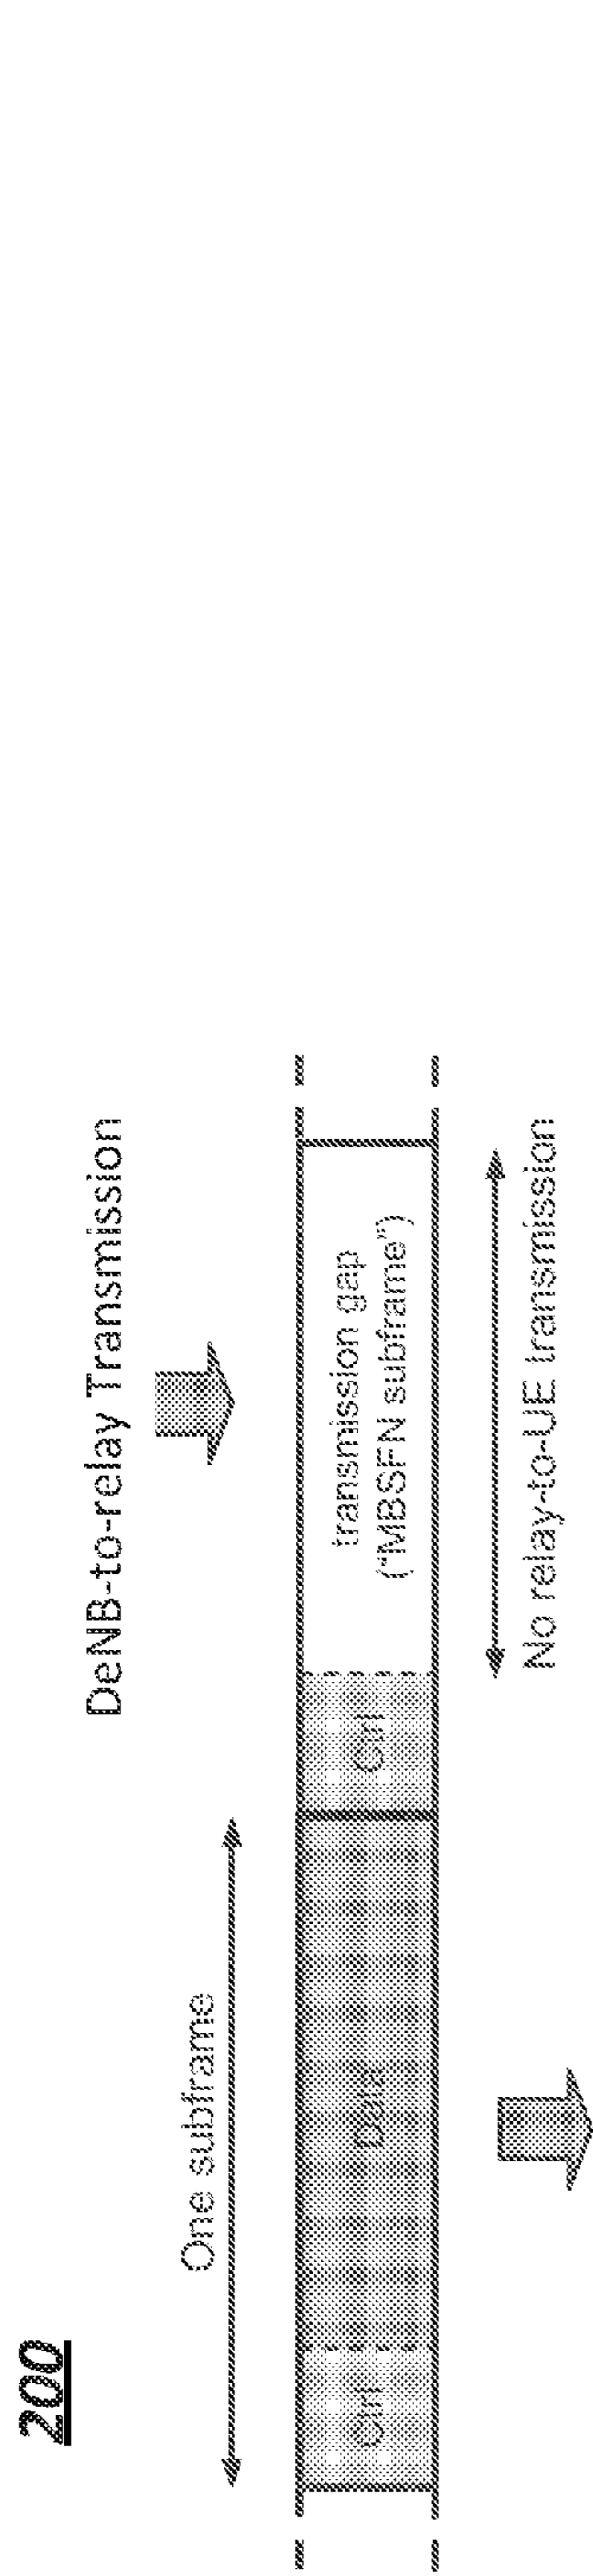 200
One subframe
DeNB-to-relay Transmission
Ctrl
Data
Ctrl
transmission gap
("MBSFN subframe")
No relay-to-UE transmission